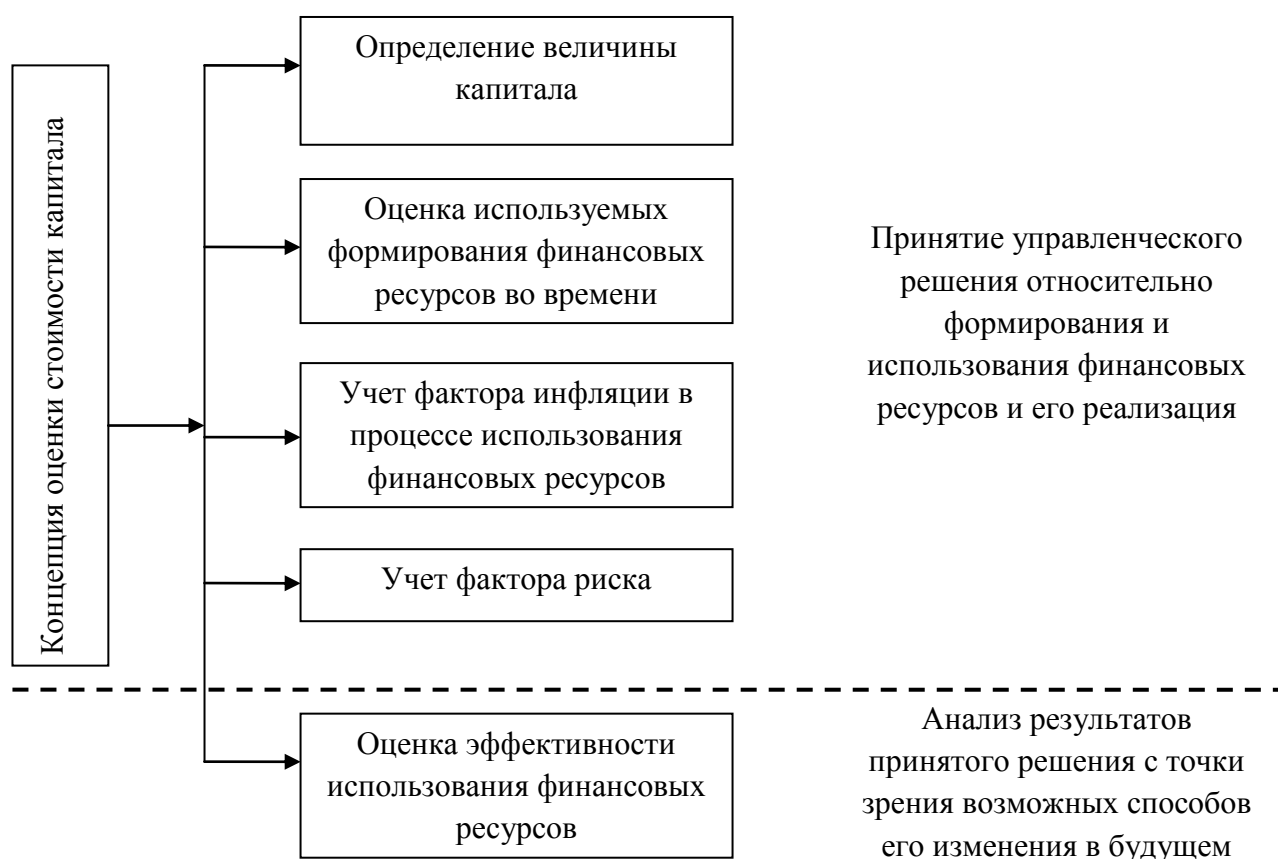 Концепция оценки стоимости капитала
Определение величины
капитала
Оценка используемых
формирования финансовых
ресурсов во времени
Учет фактора инфляции в
процессе использования
финансовых ресурсов
Учет фактора риска
Принятие управленческого
решения относительно
формирования и
использования финансовых
ресурсов и его реализация
Оценка эффективности
использования финансовых
ресурсов
Анализ результатов
принятого решения с точки
зрения возможных способов
его изменения в будущем